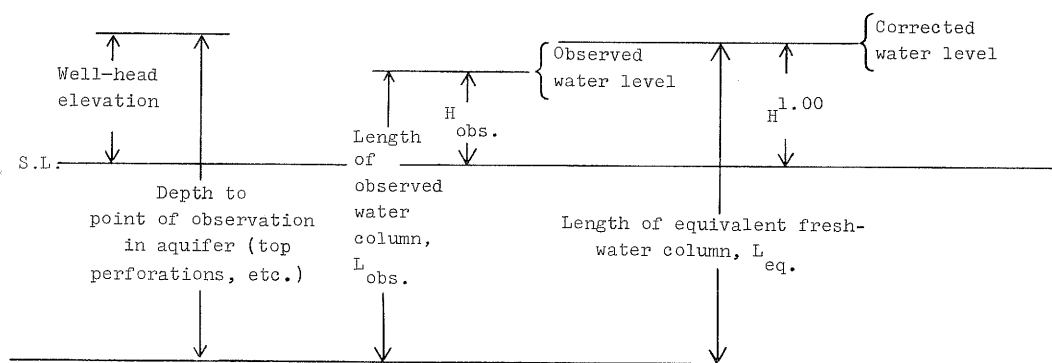 Well-head
elevation
S.L.
Depth to
point of observation
in aquifer (top
perforations, etc.)
Length
of
observed
water
column,
L obs.
H obs.
Observed
water level
Corrected
water level
H 1.00
Length of equivalent fresh-
water column, L eq.